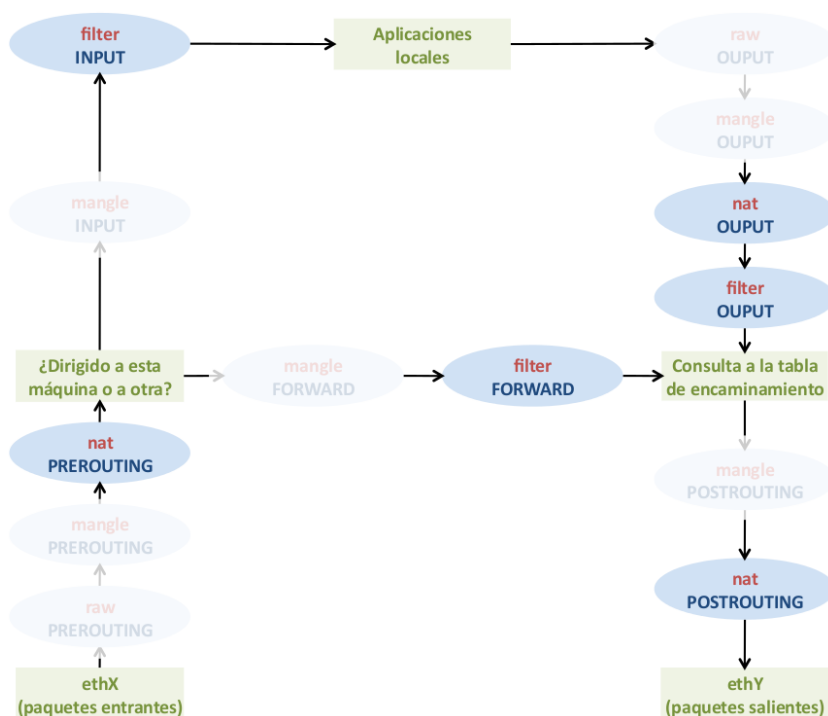 filter
INPUT
Aplicaciones
locales
raw
OUPUT
mangle
OUPUT
mangle
INPUT
nat
OUPUT
filter
OUPUT
¿Dirigido a esta
máquina o a otra?
mangle
FORWARD
filter
FORWARD
Consulta a la tabla
de encaminamiento
nat
PREROUTING
mangle
POSTROUTING
mangle
PREROUTING
nat
POSTROUTING
raw
PREROUTING
ethX
(paquetes entrantes)
ethY
(paquetes salientes)